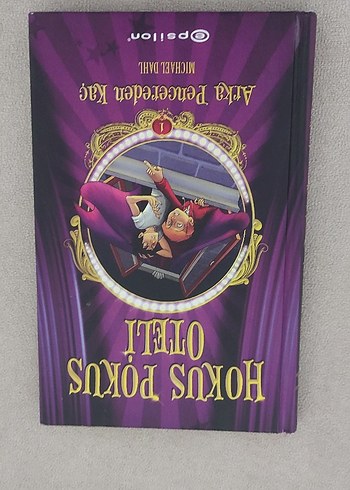 HOKUS POKUS
OTELİ
1
Arka Pencereden Kaç
MICHAEL DAHL
epsilon